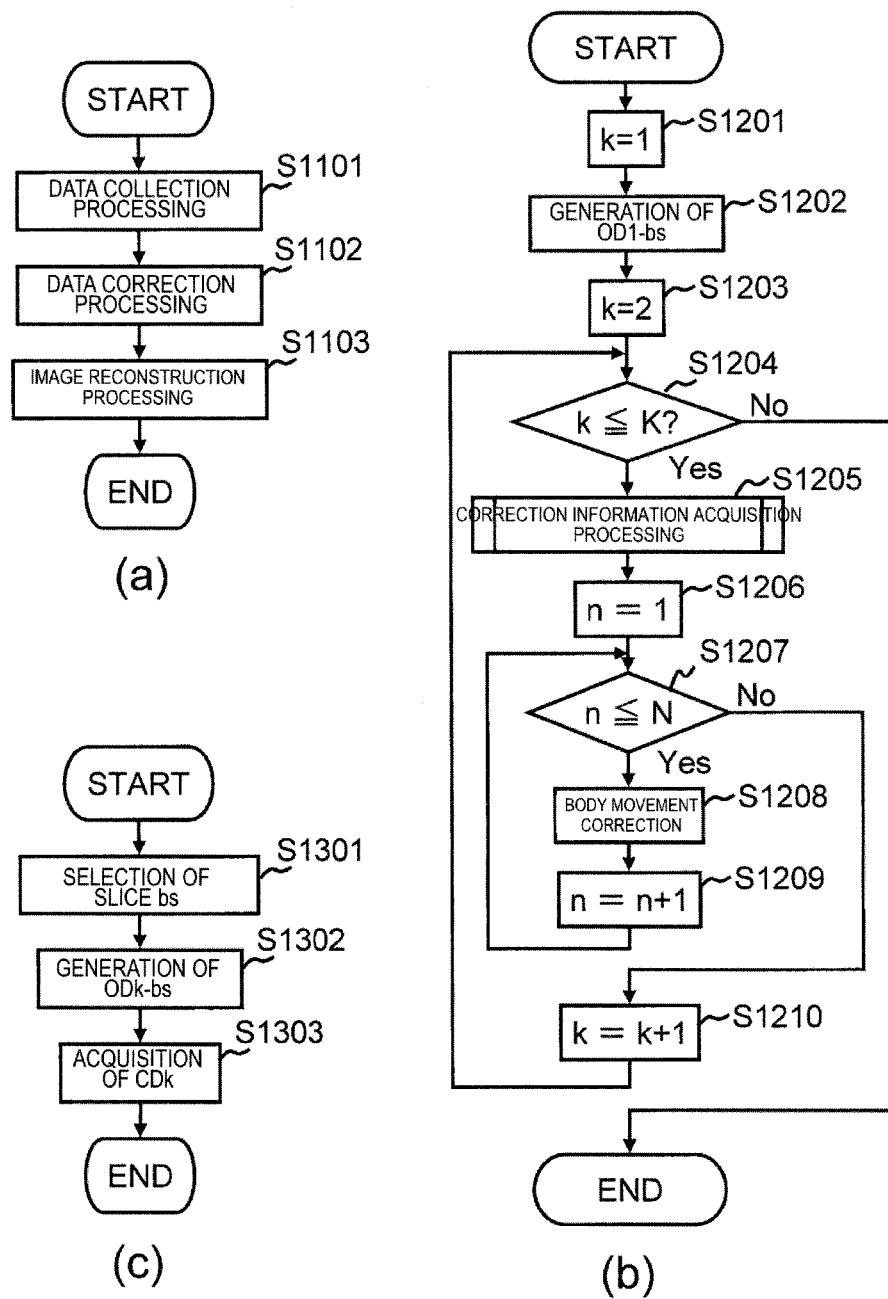 START
S1101
DATA COLLECTION
PROCESSING
S1102
DATA CORRECTION
PROCESSING
S1103
IMAGE RECONSTRUCTION
PROCESSING
END
(a)
START
S1301
SELECTION OF
SLICE bs
S1302
GENERATION OF
ODk-bs
S1303
ACQUISITION
OF CDk
END
(c)
START
S1201
k=1
S1202
GENERATION OF
OD1-bs
S1203
k=2
S1204
k ≦ K?
No
Yes
S1205
CORRECTION INFORMATION ACQUISITION
PROCESSING
S1206
n = 1
S1207
n ≦ N
No
Yes
S1208
BODY MOVEMENT
CORRECTION
S1209
n = n+1
S1210
k = k+1
END
(b)